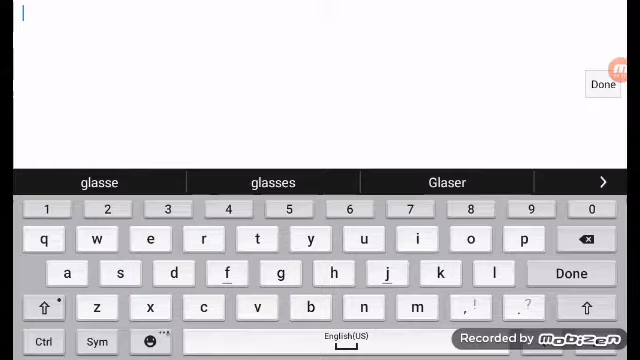 Done
glasse glasses Glaser >
1 2 3 4 5 6 7 8 9 0
q w e r t y u i o p
a s d f g h j k l Done
z x c v b n m , ! . ?
Ctrl Sym English(US)
Recorded by mobizen